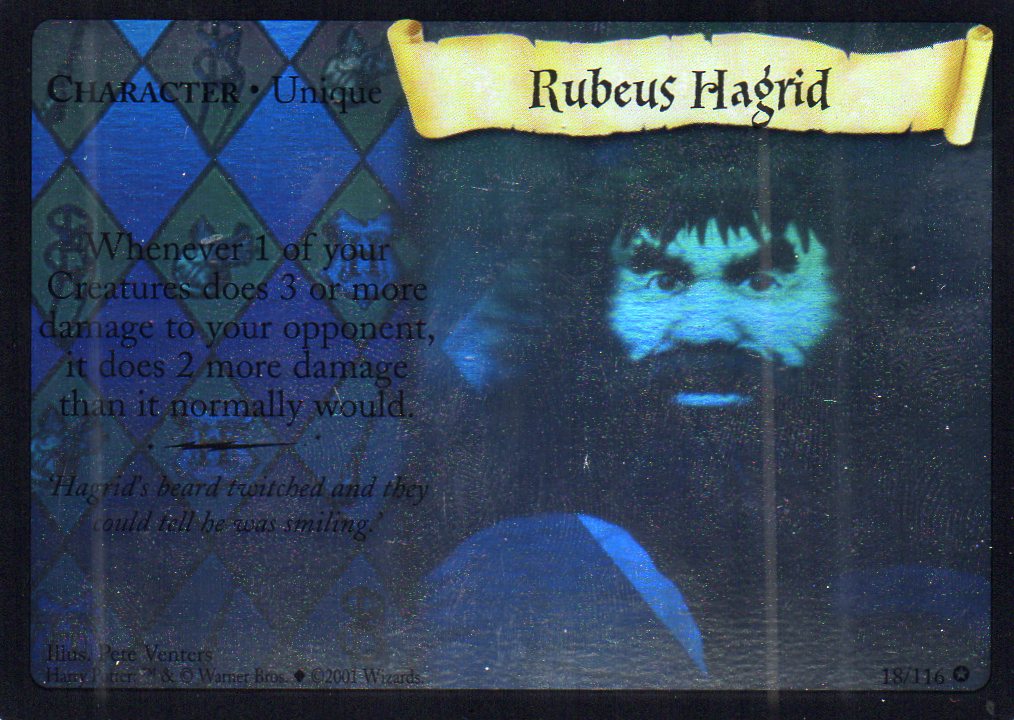 Rubeus Hagrid
CHARACTER • Unique
Whenever 1 of your
Creatures does 3 or more
damage to your opponent,
it does 2 more damage
than it normally would.
'Hagrid's beard twitched and they
could tell he was smiling.'
Illus. Pete Venters
Harry Potter ™ & © Warner Bros. ♦ ©2001 Wizards.
18/116 ✪